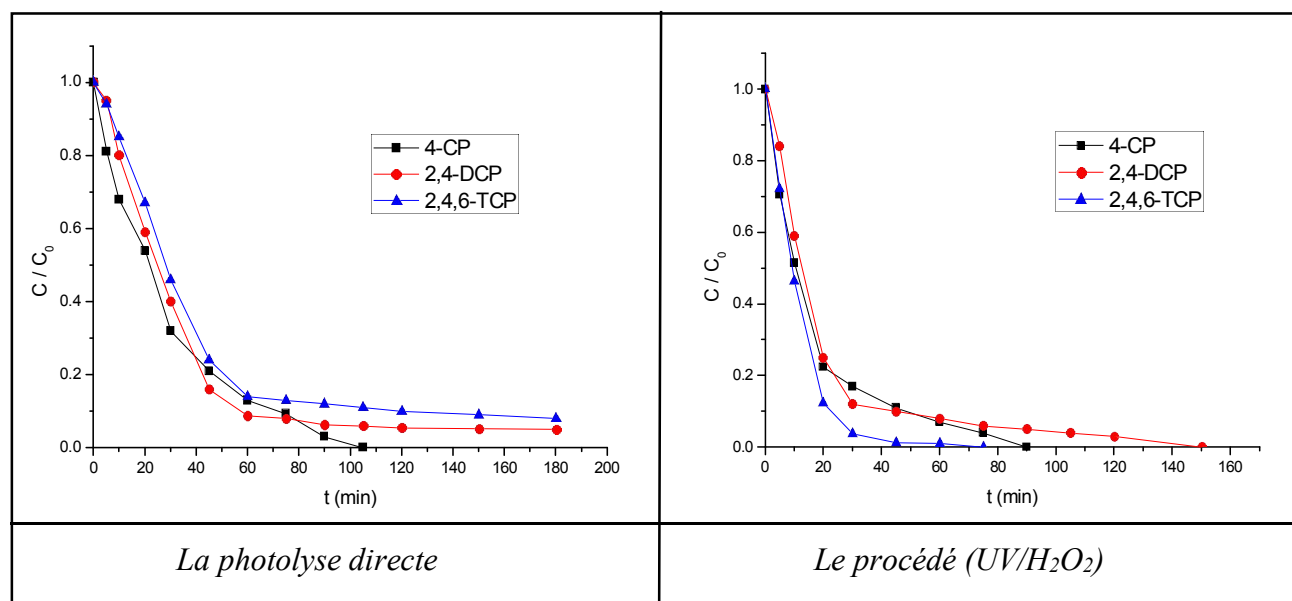 1.0
0.8
0.6
0.4
0.2
0.0
C / C₀
0 20 40 60 80 100 120 140 160 180 200
t (min)
4-CP
2,4-DCP
2,4,6-TCP
La photolyse directe
1.0
0.8
0.6
0.4
0.2
0.0
C / C₀
0 20 40 60 80 100 120 140 160
t (min)
4-CP
2,4-DCP
2,4,6-TCP
Le procédé (UV/H₂O₂)